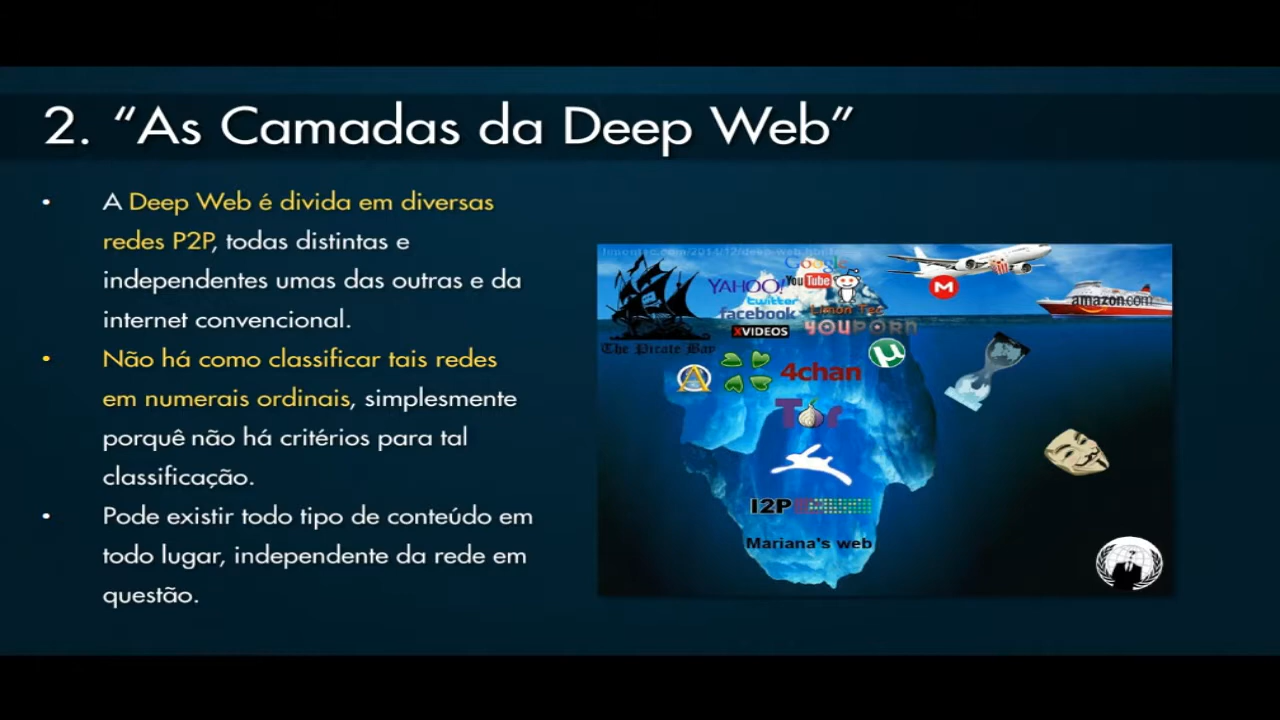 2. “As Camadas da Deep Web”
• A Deep Web é divida em diversas
redes P2P, todas distintas e
independentes umas das outras e da
internet convencional.
• Não há como classificar tais redes
em numerais ordinais, simplesmente
porquê não há critérios para tal
classificação.
• Pode existir todo tipo de conteúdo em
todo lugar, independente da rede em
questão.
Google
YAHOO! YouTube
twitter
facebook
XVIDEOS YOUPORN
M
amazon.com
The Pirate Bay
µ
4chan
Tor
I2P
Mariana's web